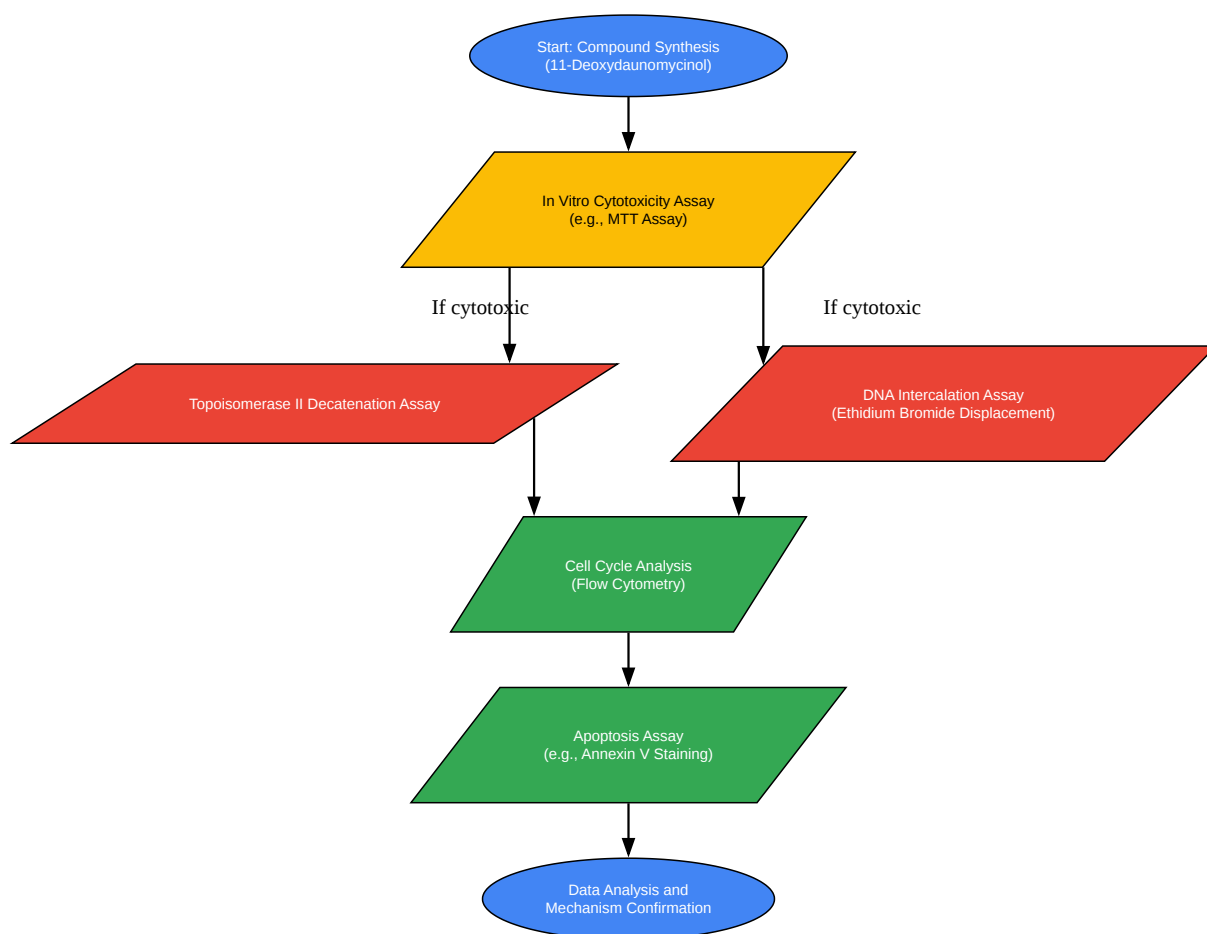 Start: Compound Synthesis
(11-Deoxydaunomycinol)
In Vitro Cytotoxicity Assay
(e.g., MTT Assay)
If cytotoxic
If cytotoxic
Topoisomerase II Decatenation Assay
DNA Intercalation Assay
(Ethidium Bromide Displacement)
Cell Cycle Analysis
(Flow Cytometry)
Apoptosis Assay
(e.g., Annexin V Staining)
Data Analysis and
Mechanism Confirmation